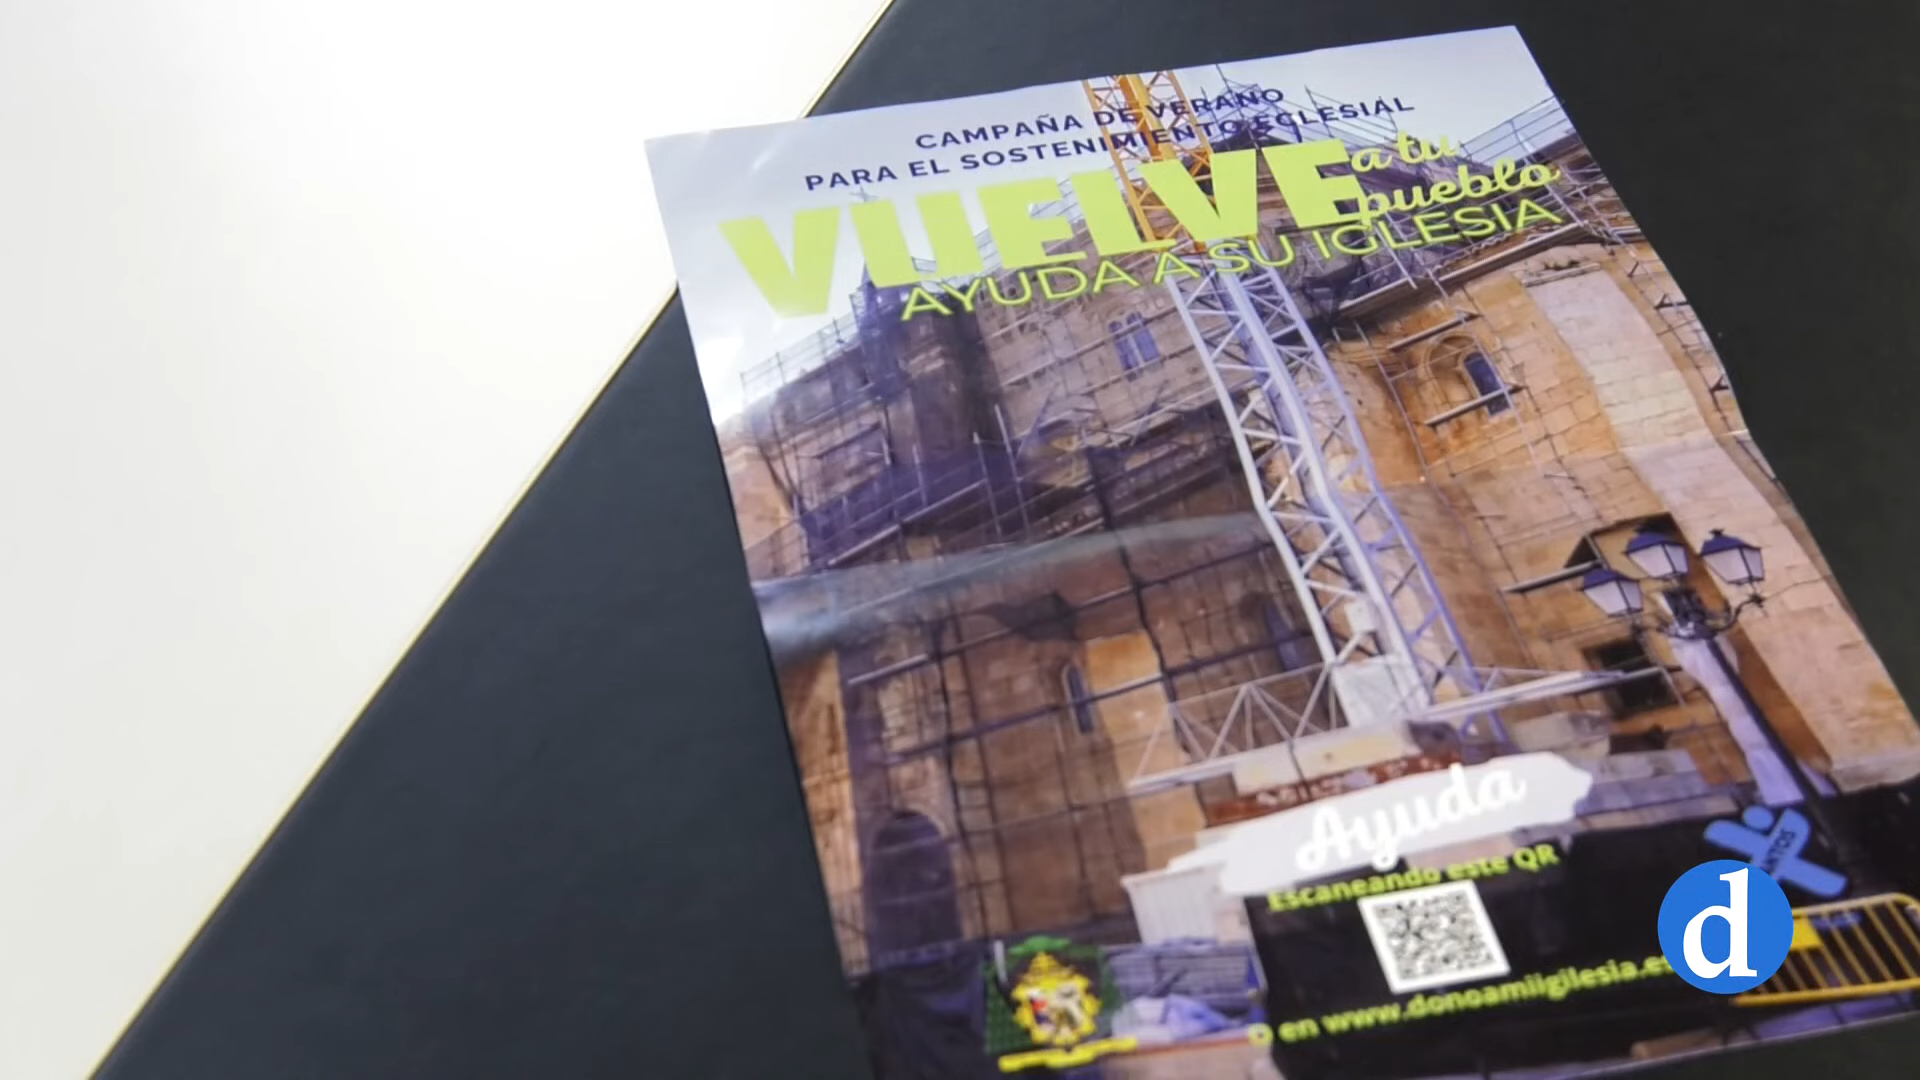 CAMPAÑA DE VERANO
PARA EL SOSTENIMIENTO ECLESIAL
VUELVE a tu pueblo
AYUDA A SU IGLESIA
Ayuda
Escaneando este QR
O en www.donoamiigilesia.es
d